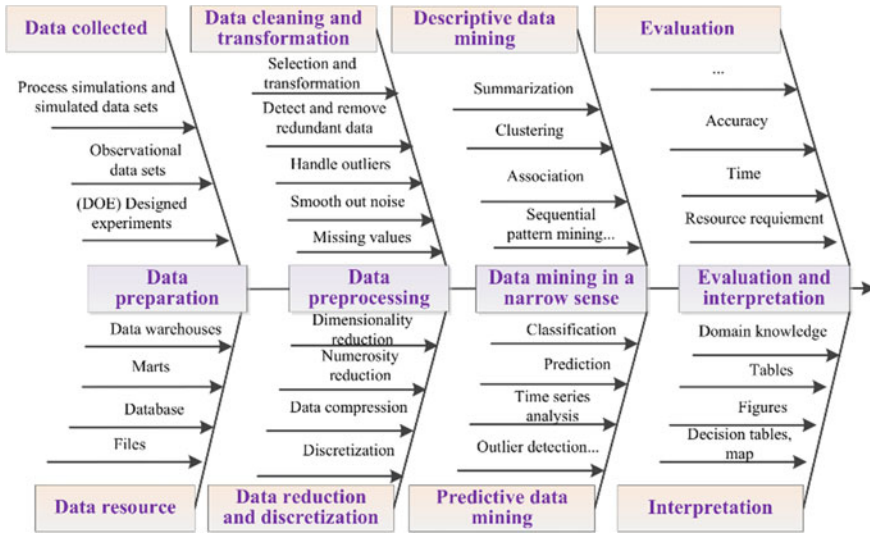 Data collected
Process simulations and
simulated data sets
Observational
data sets
(DOE) Designed
experiments
Data cleaning and
transformation
Selection and
transformation
Detect and remove
redundant data
Handle outliers
Smooth out noise
Missing values
Descriptive data
mining
Summarization
Clustering
Association
Sequential
pattern mining...
Evaluation
...
Accuracy
Time
Resource requiement
Data
preparation
Data
preprocessing
Data mining in a
narrow sense
Evaluation and
interpretation
Data warehouses
Marts
Database
Files
Data resource
Dimensionality
reduction
Numerosity
reduction
Data compression
Discretization
Data reduction
and discretization
Classification
Prediction
Time series
analysis
Outlier detection...
Predictive data
mining
Domain knowledge
Tables
Figures
Decision tables,
map
Interpretation